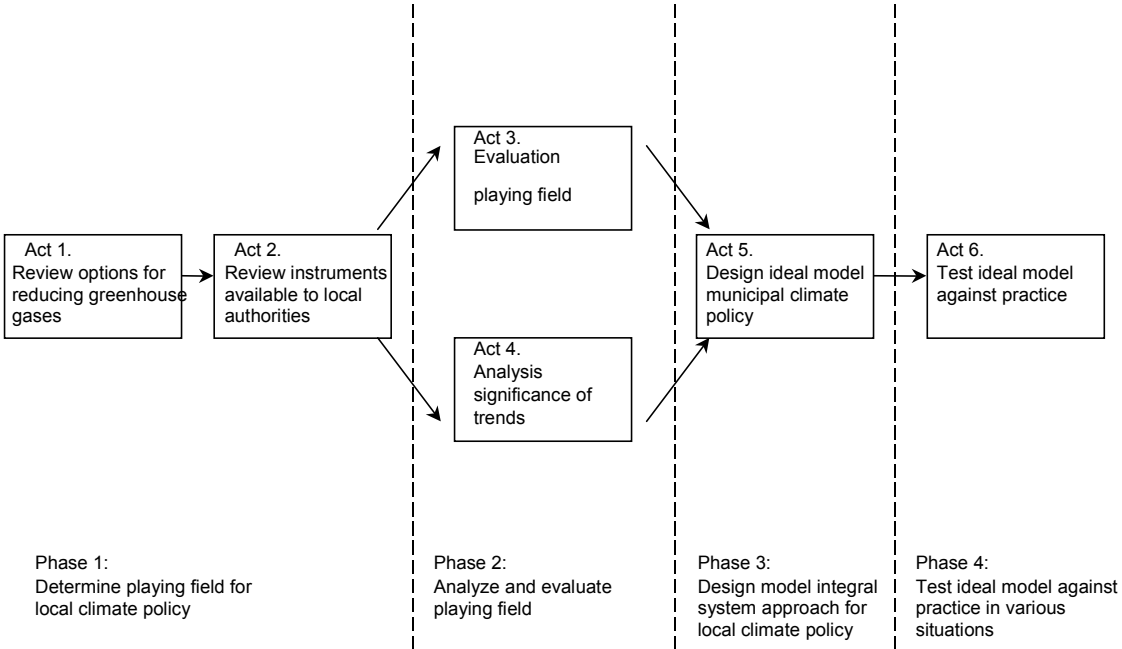 Act 1.
Review options for
reducing greenhouse
gases
Act 2.
Review instruments
available to local
authorities
Act 3.
Evaluation
playing field
Act 4.
Analysis
significance of
trends
Act 5.
Design ideal model
municipal climate
policy
Act 6.
Test ideal model
against practice
Phase 1:
Determine playing field for
local climate policy
Phase 2:
Analyze and evaluate
playing field
Phase 3:
Design model integral
system approach for
local climate policy
Phase 4:
Test ideal model against
practice in various
situations